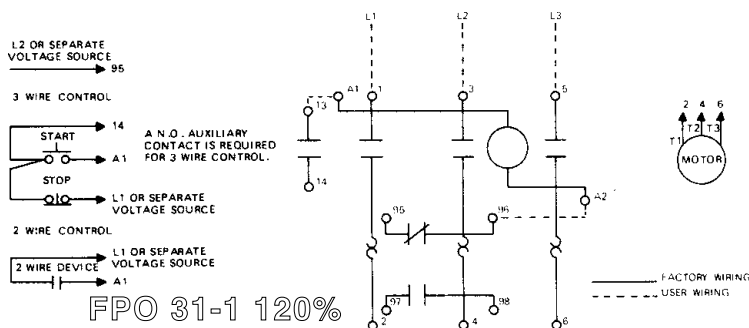 L2 OR SEPARATE
VOLTAGE SOURCE
95
3 WIRE CONTROL
14
START
A1
A N.O. AUXILIARY
CONTACT IS REQUIRED
FOR 3 WIRE CONTROL.
STOP
L1 OR SEPARATE
VOLTAGE SOURCE
2 WIRE CONTROL
L1 OR SEPARATE
VOLTAGE SOURCE
2 WIRE DEVICE
A1
FPO 31-1 120%
L1 L2 L3
13 A1 1 3 5
14
A2
95 96
97 98
2 4 6
2 4 6
T1 T2 T3
MOTOR
FACTORY WIRING
USER WIRING